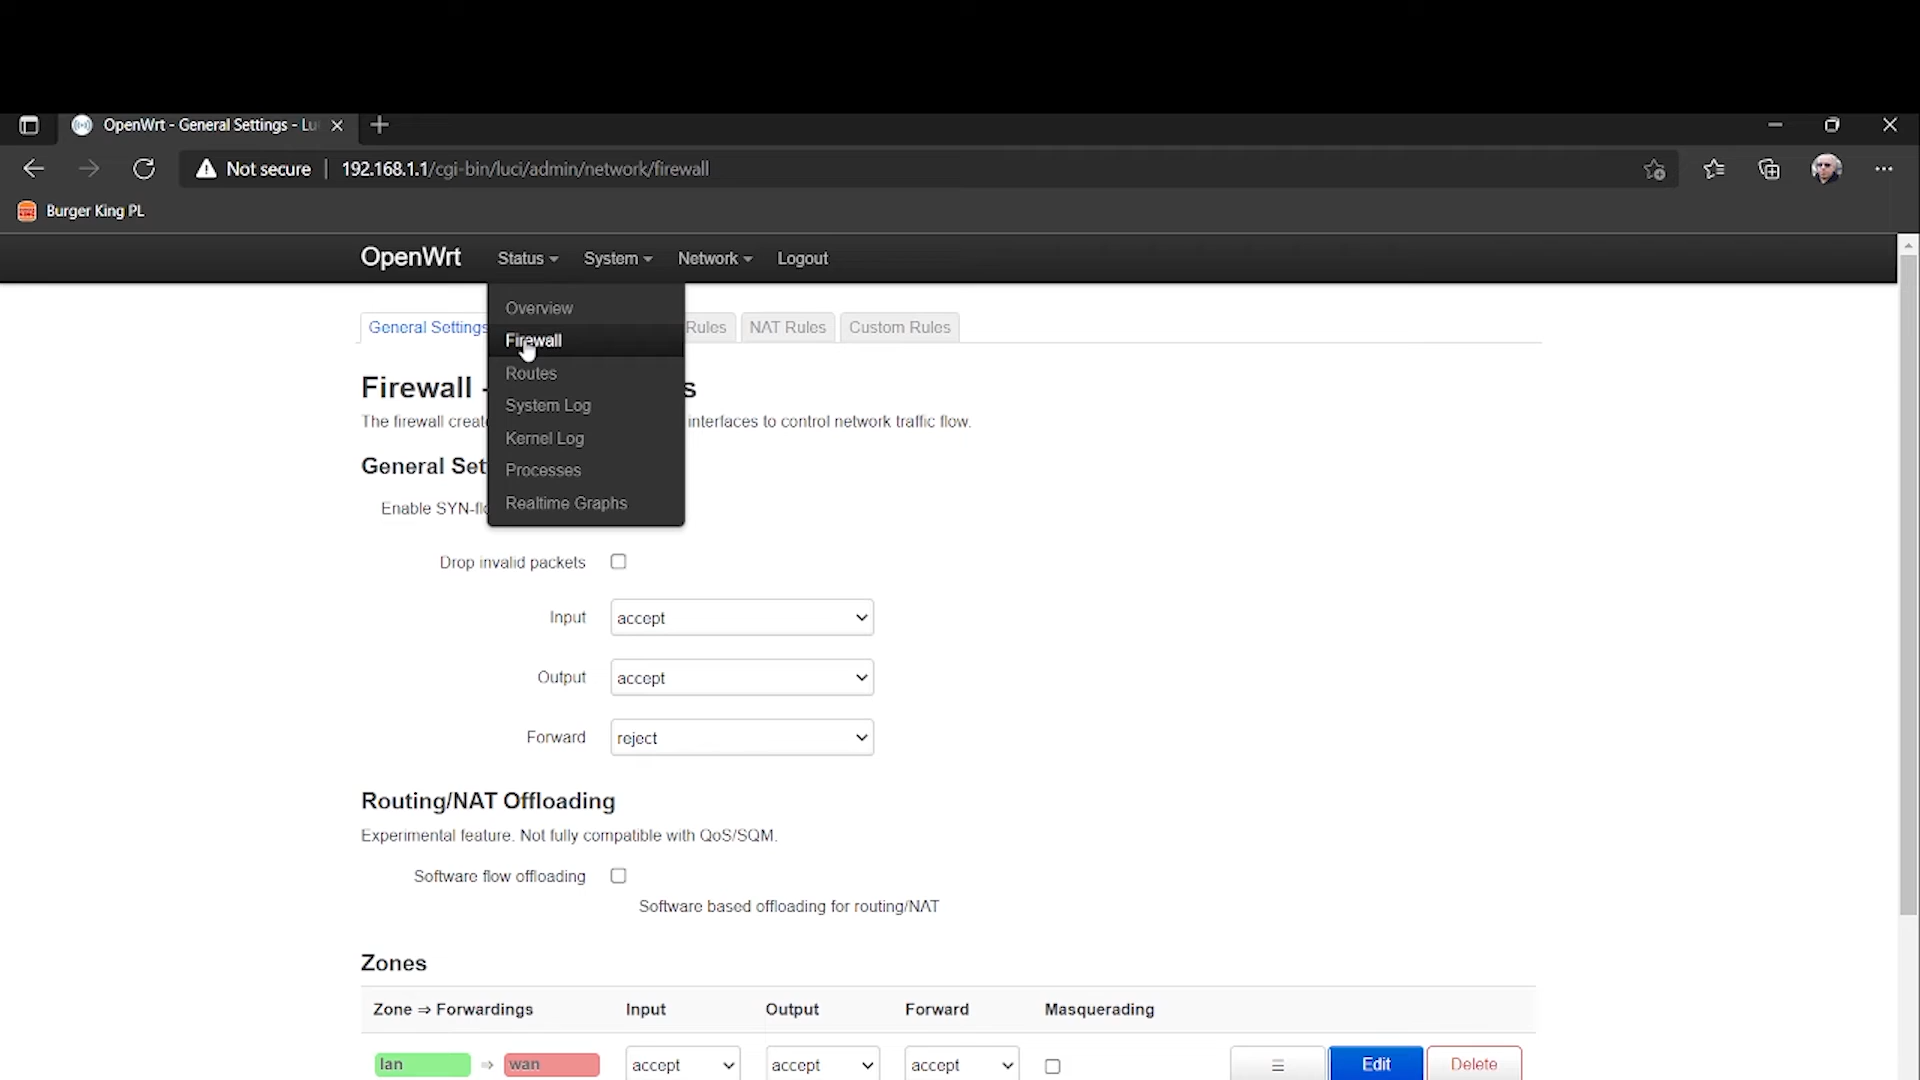 OpenWrt - General Settings - Lu
Not secure | 192.168.1.1/cgi-bin/luci/admin/network/firewall
Burger King PL
OpenWrt Status System Network Logout
Overview
Firewall
Routes
System Log
Kernel Log
Processes
Realtime Graphs
General Settings Rules NAT Rules Custom Rules
Firewall - s
The firewall create interfaces to control network traffic flow.
General Set
Enable SYN-flo
Drop invalid packets
Input accept
Output accept
Forward reject
Routing/NAT Offloading
Experimental feature. Not fully compatible with QoS/SQM.
Software flow offloading
Software based offloading for routing/NAT
Zones
Zone ⇒ Forwardings Input Output Forward Masquerading
lan ⇒ wan accept accept accept Edit Delete